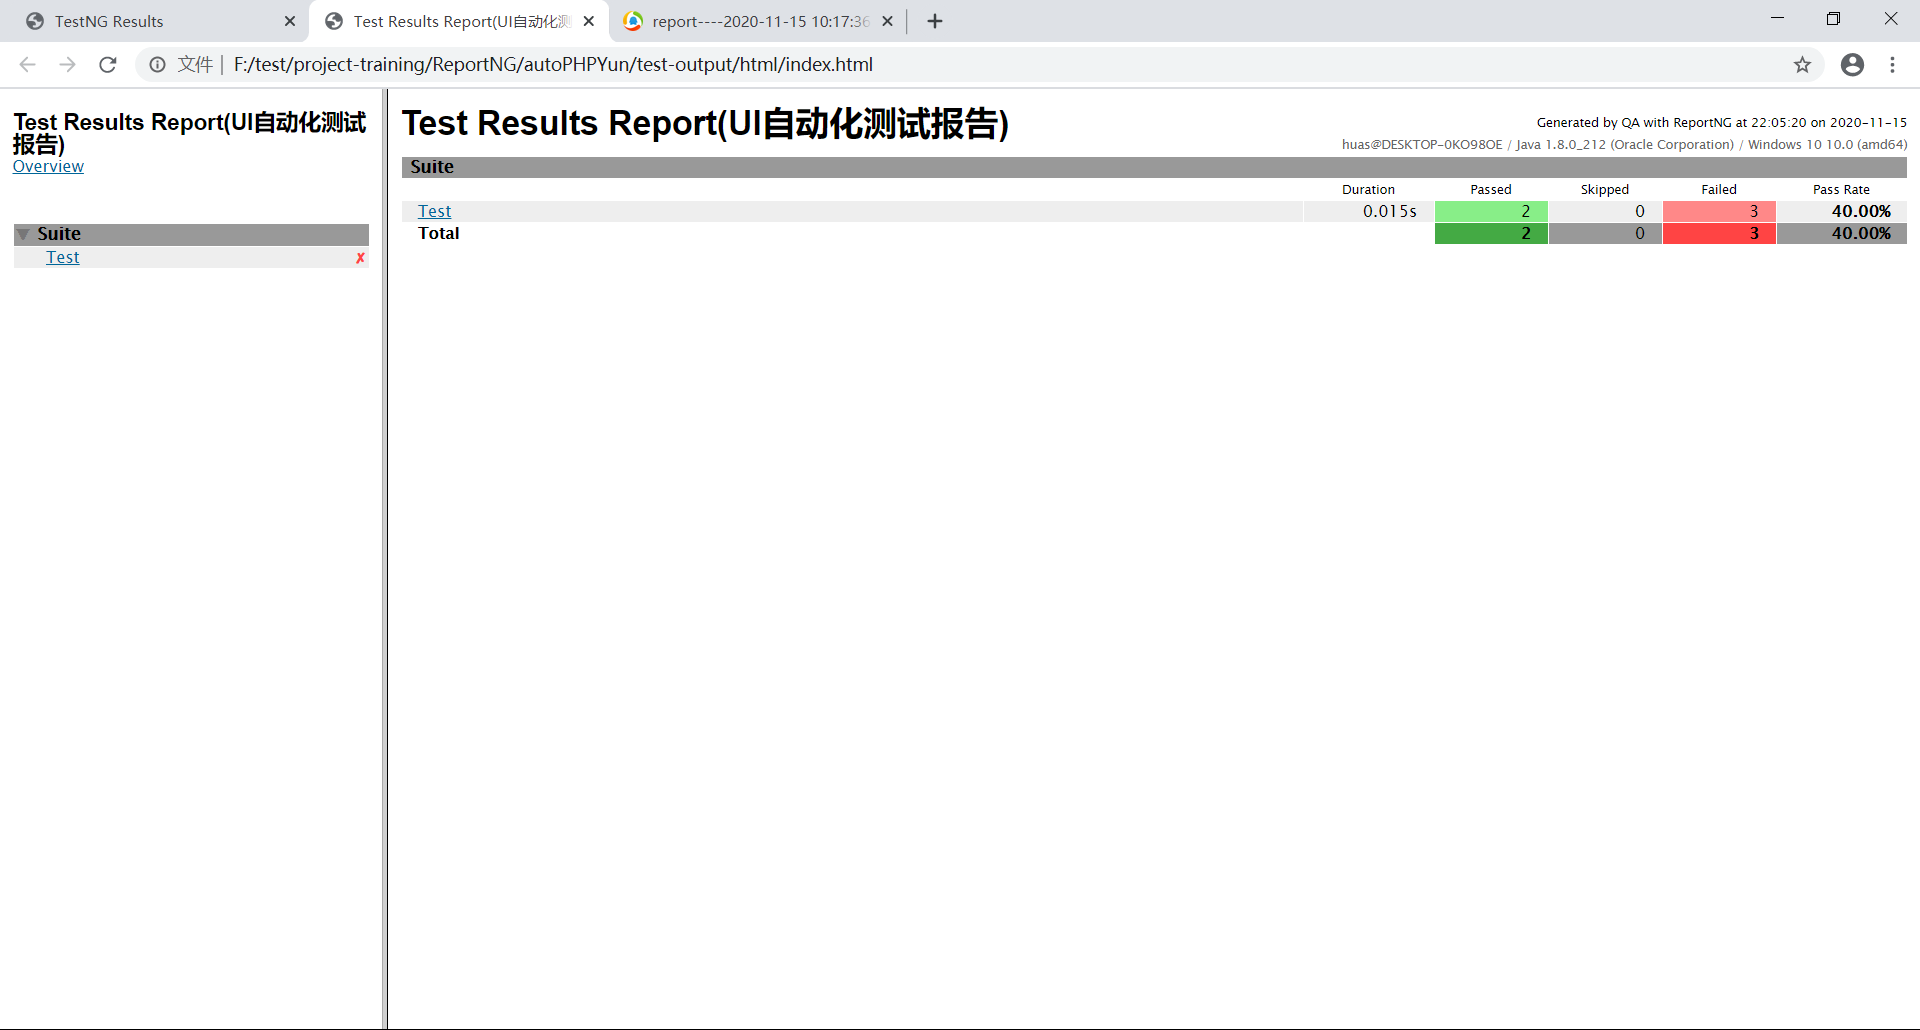 TestNG Results
Test Results Report(UI自动化测
report----2020-11-15 10:17:36
文件 | F:/test/project-training/ReportNG/autoPHPYun/test-output/html/index.html
Test Results Report(UI自动化测试
报告)
Overview
Suite
Test ✗
Test Results Report(UI自动化测试报告)
Generated by QA with ReportNG at 22:05:20 on 2020-11-15
huas@DESKTOP-0KO98OE / Java 1.8.0_212 (Oracle Corporation) / Windows 10 10.0 (amd64)
Suite
Duration Passed Skipped Failed Pass Rate
Test 0.015s 2 0 3 40.00%
Total 2 0 3 40.00%